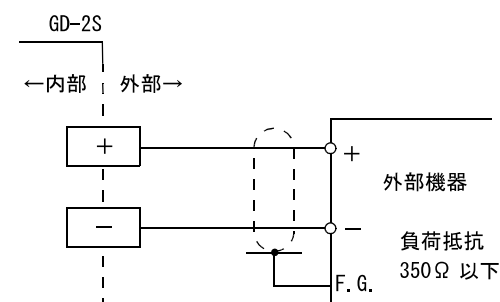 GD-2S
←内部 外部→
+
+
外部機器
-
-
負荷抵抗
350Ω 以下
F.G.